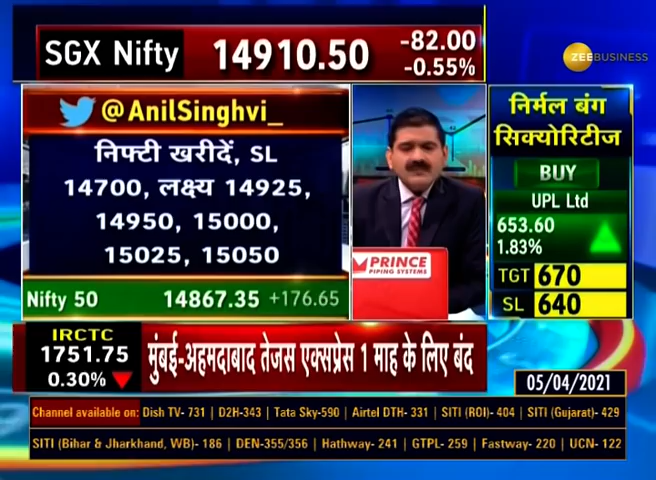 SGX Nifty 14910.50 -82.00
-0.55%
ZEE BUSINESS
@AnilSinghvi_
निफ्टी खरीदें, SL
14700, लक्ष्य 14925,
14950, 15000,
15025, 15050
Nifty 50 14867.35 +176.65
PRINCE
PIPING SYSTEMS
निर्मल बंग
सिक्योरिटीज
BUY
UPL Ltd
653.60
1.83%
TGT 670
SL 640
IRCTC
1751.75
0.30%
मुंबई-अहमदाबाद तेजस एक्सप्रेस 1 माह के लिए बंद
05/04/2021
Channel available on: Dish TV- 731 | D2H-343 | Tata Sky-590 | Airtel DTH- 331 | SITI (ROI)- 404 | SITI (Gujarat)- 429
SITI (Bihar & Jharkhand, WB)- 186 | DEN-355/356 | Hathway- 241 | GTPL- 259 | Fastway- 220 | UCN- 122